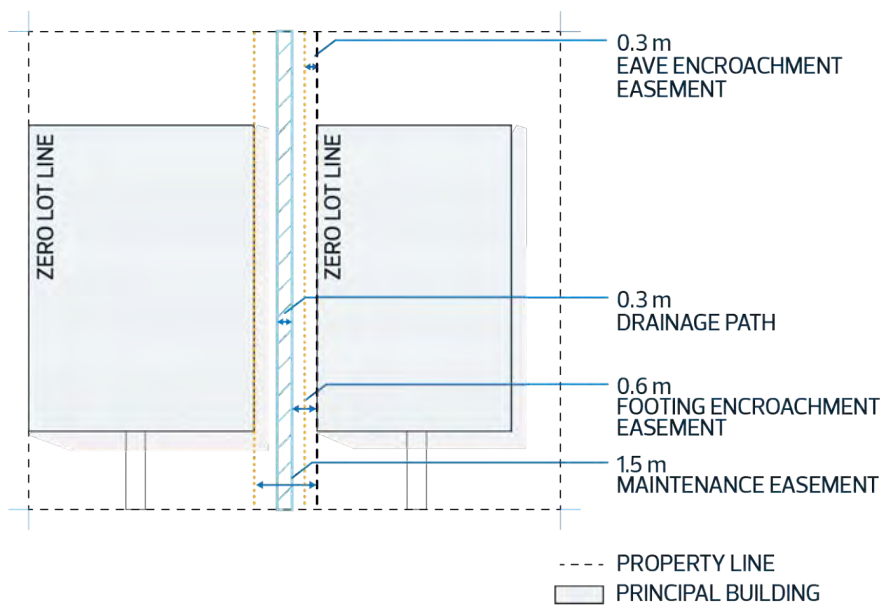 0.3 m
EAVE ENCROACHMENT
EASEMENT
ZERO LOT LINE
ZERO LOT LINE
0.3 m
DRAINAGE PATH
0.6 m
FOOTING ENCROACHMENT
EASEMENT
1.5 m
MAINTENANCE EASEMENT
PROPERTY LINE
PRINCIPAL BUILDING